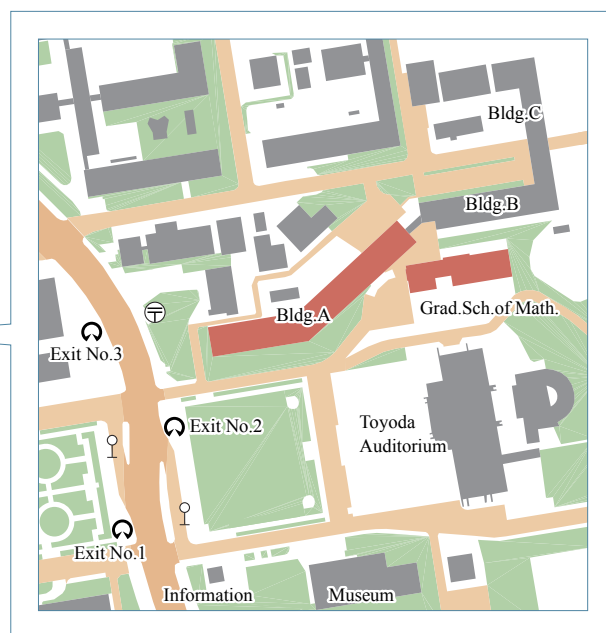 Bldg.C
Bldg.B
Bldg.A
Grad.Sch.of Math.
Exit No.3
Exit No.2
Toyoda
Auditorium
Exit No.1
Information
Museum